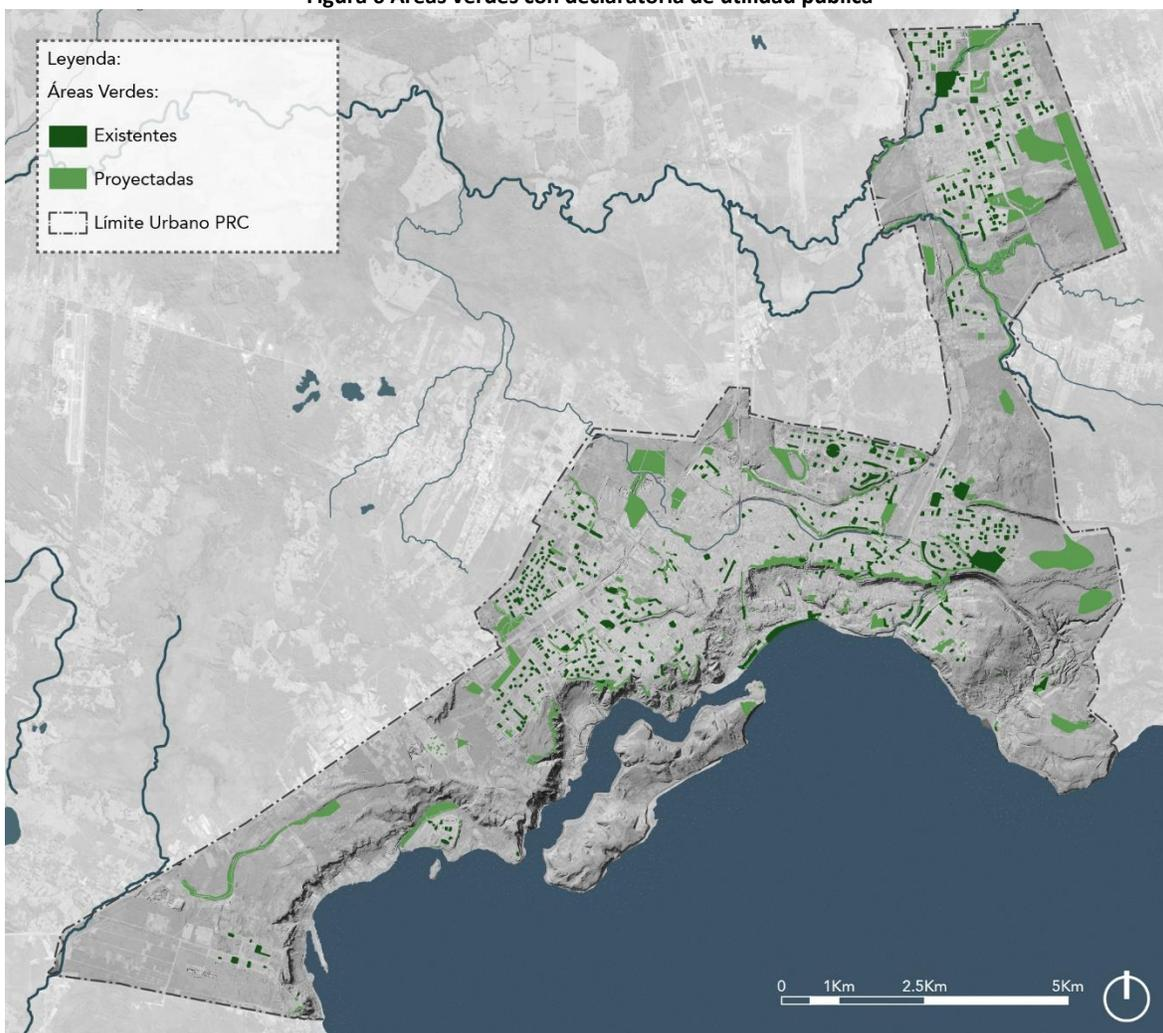 Figura 6 Áreas verdes con declaratoria de utilidad pública
Leyenda:
Áreas Verdes:
Existentes
Proyectadas
Límite Urbano PRC
0 1Km 2.5Km 5Km